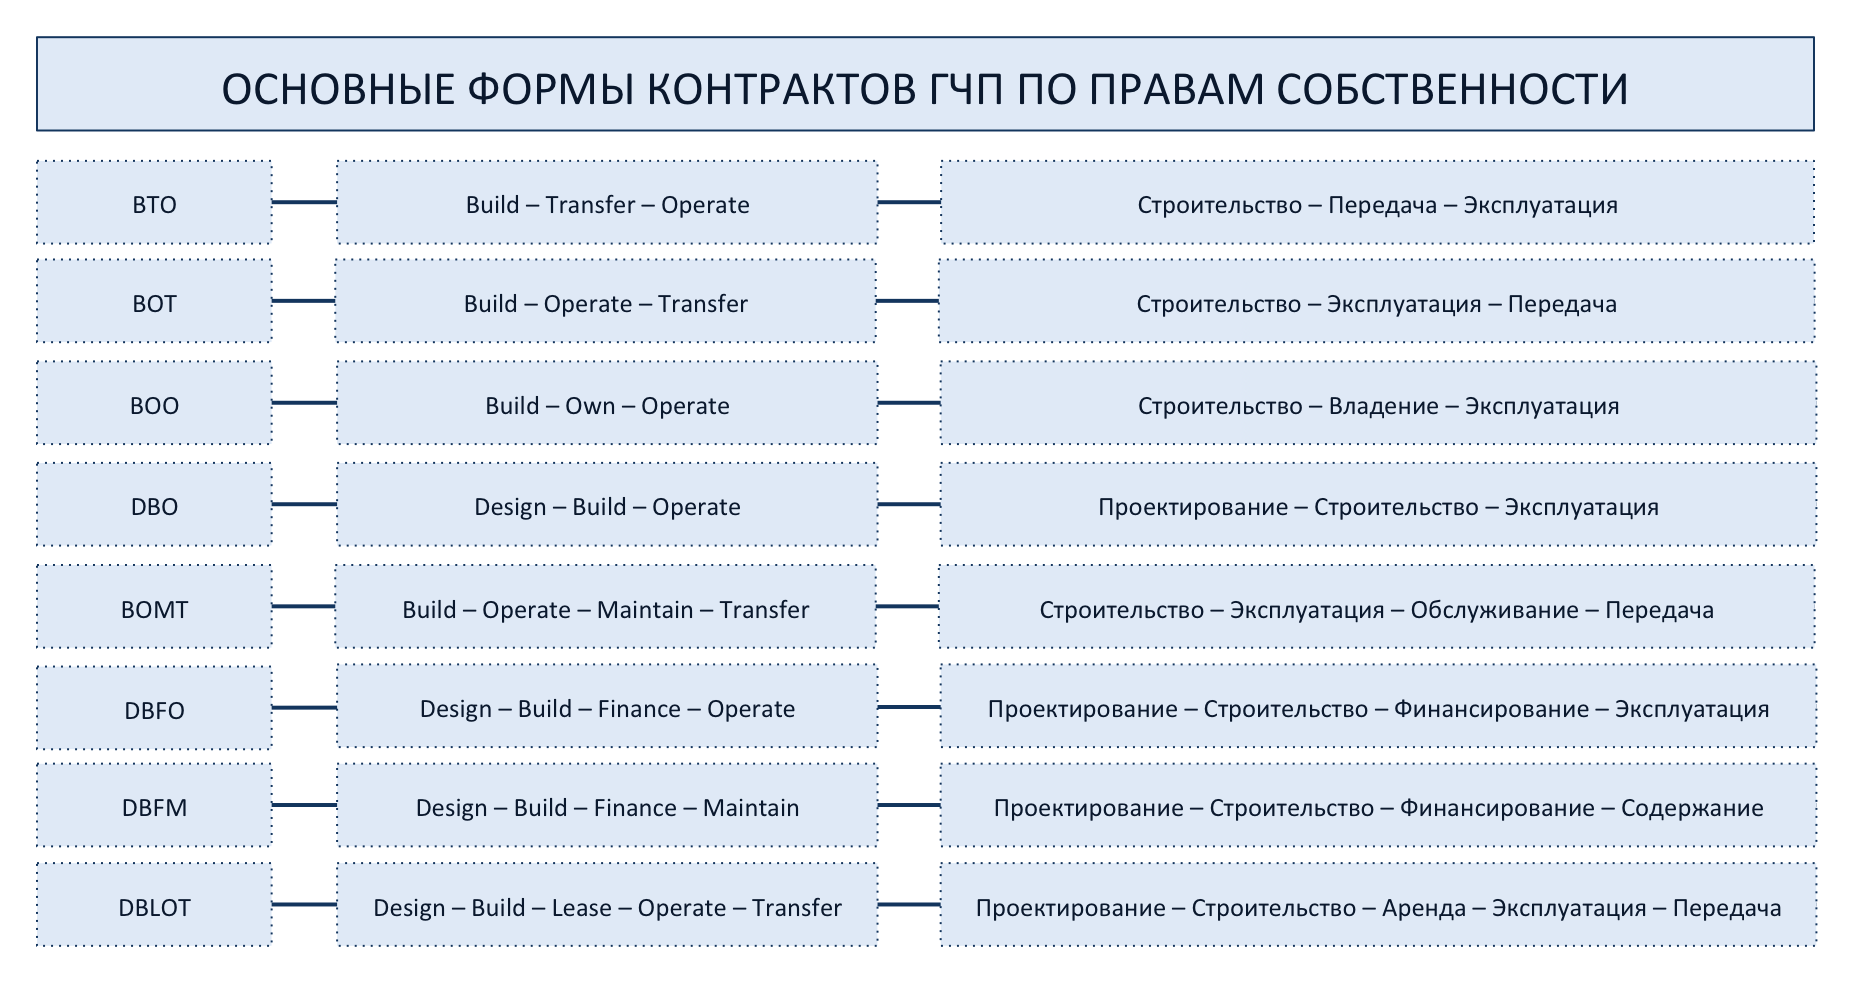 ОСНОВНЫЕ ФОРМЫ КОНТРАКТОВ ГЧП ПО ПРАВАМ СОБСТВЕННОСТИ
BTO Build – Transfer – Operate Строительство – Передача – Эксплуатация
BOT Build – Operate – Transfer Строительство – Эксплуатация – Передача
BOO Build – Own – Operate Строительство – Владение – Эксплуатация
DBO Design – Build – Operate Проектирование – Строительство – Эксплуатация
BOMT Build – Operate – Maintain – Transfer Строительство – Эксплуатация – Обслуживание – Передача
DBFO Design – Build – Finance – Operate Проектирование – Строительство – Финансирование – Эксплуатация
DBFM Design – Build – Finance – Maintain Проектирование – Строительство – Финансирование – Содержание
DBLOT Design – Build – Lease – Operate – Transfer Проектирование – Строительство – Аренда – Эксплуатация – Передача